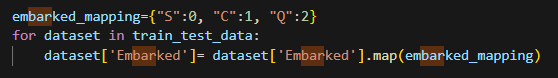 embarked_mapping={"S":0, "C":1, "Q":2}
for dataset in train_test_data:
    dataset['Embarked']= dataset['Embarked'].map(embarked_mapping)